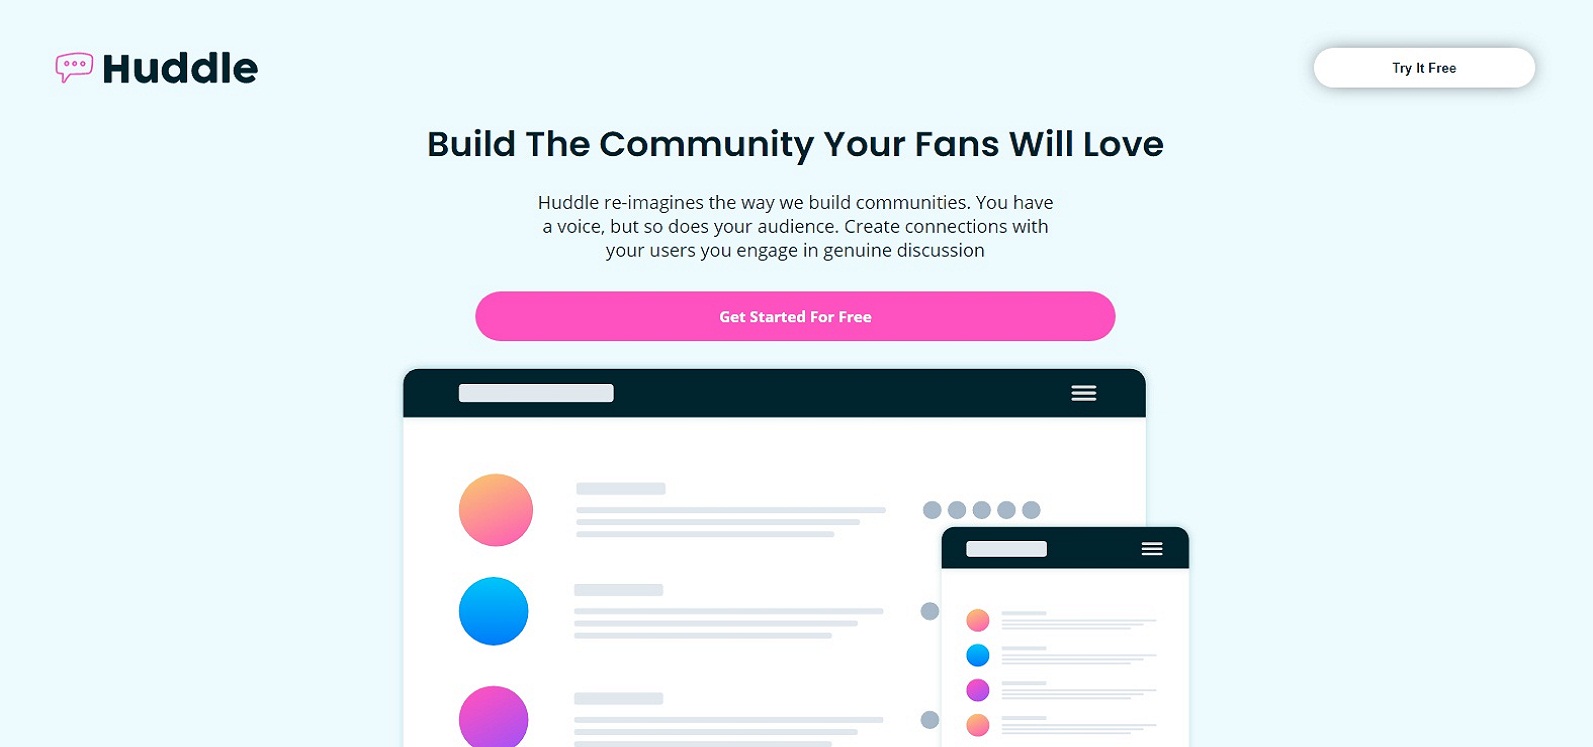 Huddle
Try It Free
Build The Community Your Fans Will Love
Huddle re-imagines the way we build communities. You have
a voice, but so does your audience. Create connections with
your users you engage in genuine discussion
Get Started For Free